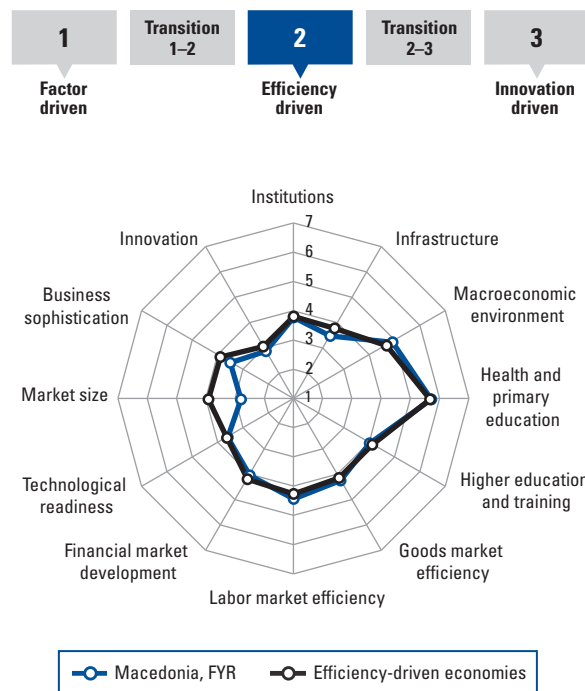 1
Transition
1–2
2
Transition
2–3
3
Factor
driven
Efficiency
driven
Innovation
driven
Institutions
7
Innovation
6
Infrastructure
5
Business
sophistication
4
Macroeconomic
environment
3
2
Market size
1
Health and
primary
education
Technological
readiness
Higher education
and training
Financial market
development
Goods market
efficiency
Labor market efficiency
Macedonia, FYR
Efficiency-driven economies